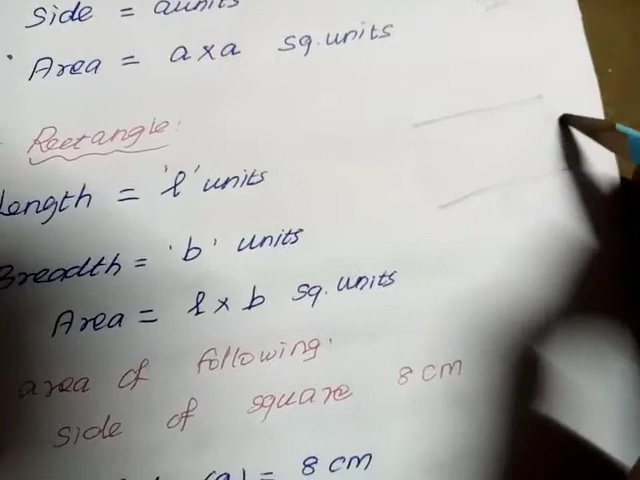 Side = a units
Area = a x a sq. units
Rectangle:
Length = 'l' units
Breadth = 'b' units
Area = l x b sq. units
area of following.
side of square 8 cm
(a) = 8 cm